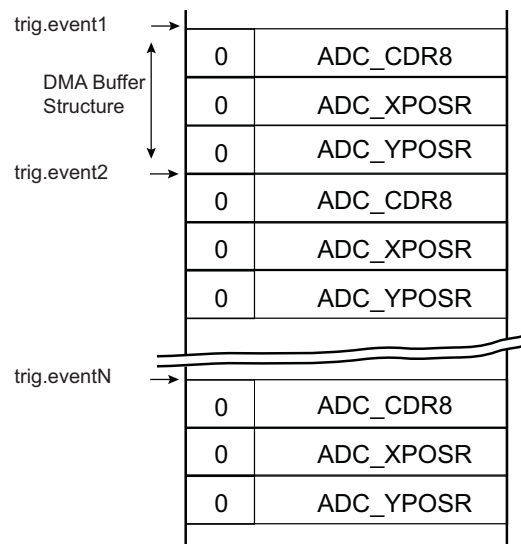 trig.event1
0 ADC_CDR8
DMA Buffer
Structure
0 ADC_XPOSR
0 ADC_YPOSR
trig.event2
0 ADC_CDR8
0 ADC_XPOSR
0 ADC_YPOSR
trig.eventN
0 ADC_CDR8
0 ADC_XPOSR
0 ADC_YPOSR